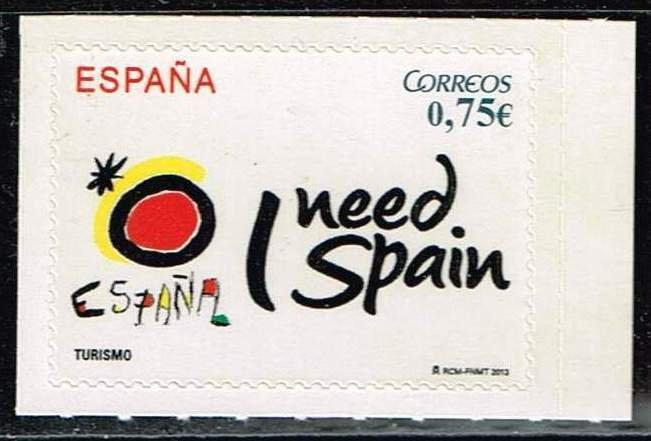 ESPAÑA
CORREOS
0,75€
I need
Spain
ESPAÑA
TURISMO
RCM-FNMT 2013